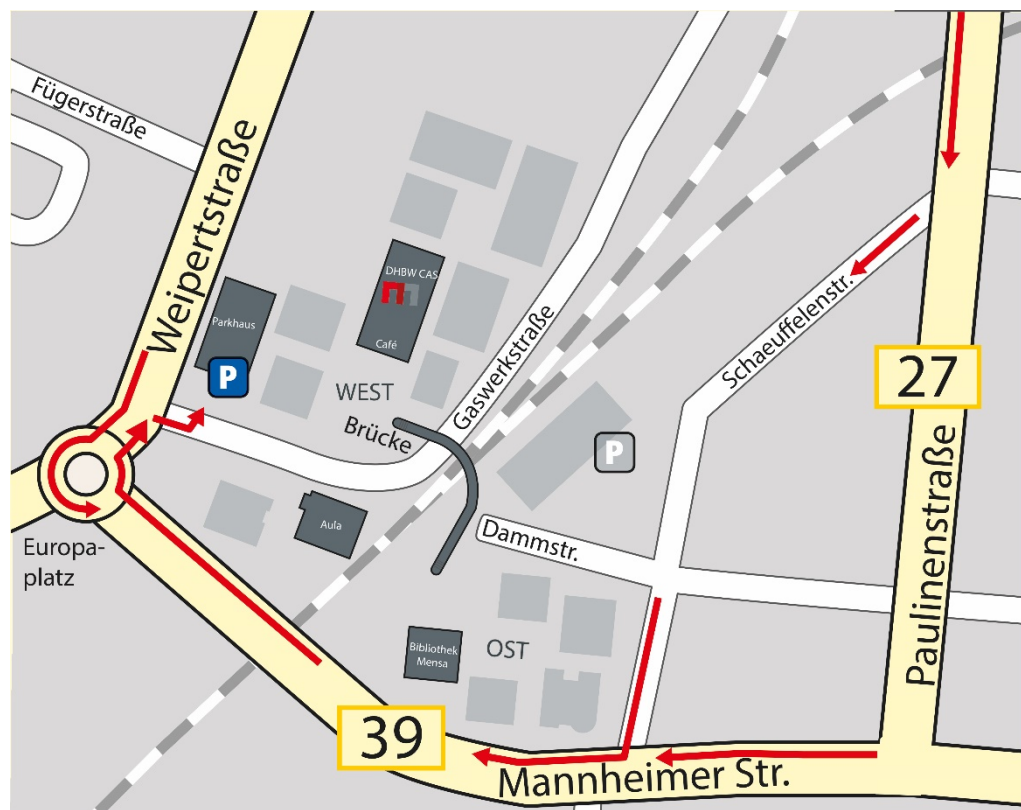 Fügerstraße
Weipertstraße
DHBW CAS
Café
Parkhaus
P
WEST
Brücke
Gaswerkstraße
Schaeuffelenstr.
27
P
Paulinenstraße
Aula
Dammstr.
Europa-
platz
Bibliothek
Mensa
OST
39
Mannheimer Str.